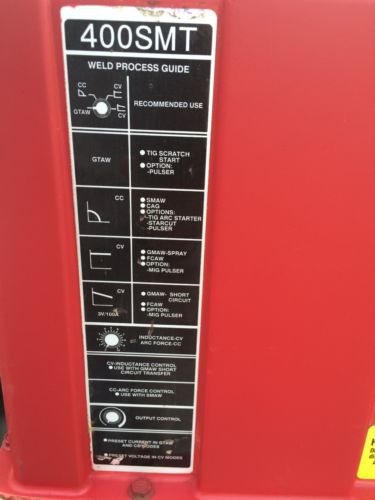 400SMT
WELD PROCESS GUIDE
CC CV
GTAW CV
RECOMMENDED USE
GTAW
● TIG SCRATCH
START
● OPTION:
-PULSER
CC
● SMAW
● CAG
● OPTIONS:
-TIG ARC STARTER
-STARCUT
-PULSER
CV
● GMAW-SPRAY
● FCAW
● OPTION:
-MIG PULSER
CV
3V/100A
● GMAW- SHORT
CIRCUIT
● FCAW
● OPTION:
-MIG PULSER
INDUCTANCE-CV
ARC FORCE-CC
CV-INDUCTANCE CONTROL
● USE WITH GMAW SHORT
CIRCUIT TRANSFER
CC-ARC FORCE CONTROL
● USE WITH SMAW
OUTPUT CONTROL
● PRESET CURRENT IN GTAW
AND CC MODES
● PRESET VOLTAGE IN CV MODES